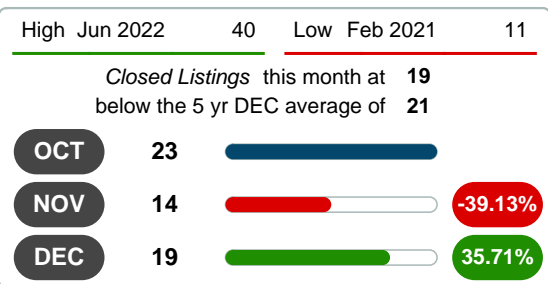 High Jun 2022 40 Low Feb 2021 11
Closed Listings this month at 19
below the 5 yr DEC average of 21
OCT 23
NOV 14 -39.13%
DEC 19 35.71%